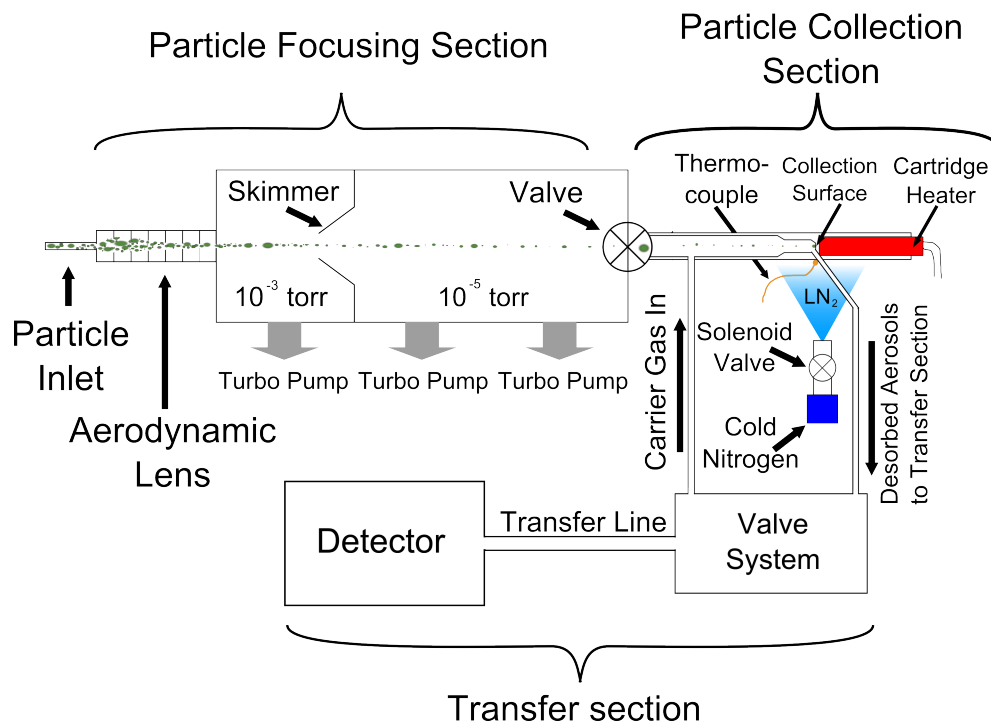 Particle Focusing Section
Particle Collection
Section
Skimmer
Valve
Thermo-
couple
Collection
Surface
Cartridge
Heater
10⁻³ torr
10⁻⁵ torr
LN₂
Particle
Inlet
Aerodynamic
Lens
Turbo Pump
Turbo Pump
Turbo Pump
Carrier Gas In
Solenoid
Valve
Cold
Nitrogen
Desorbed Aerosols
to Transfer Section
Detector
Transfer Line
Valve
System
Transfer section